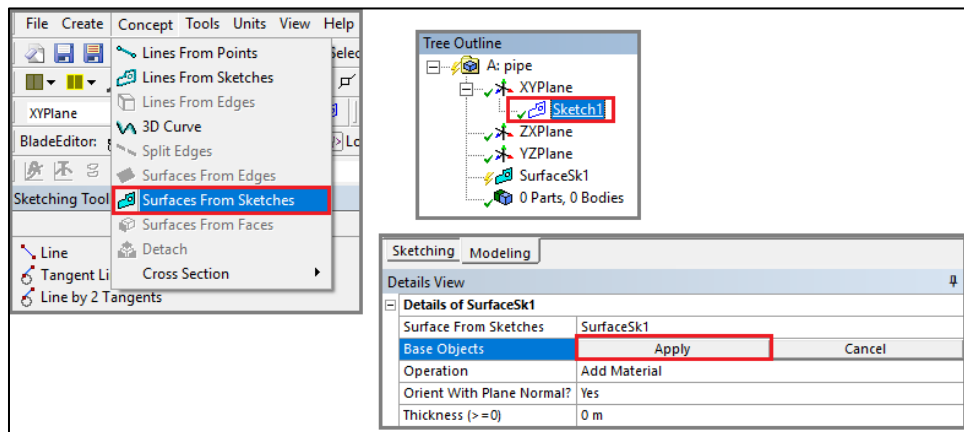 File Create Concept Tools Units View Help
Lines From Points
Lines From Sketches
Lines From Edges
XYPlane
3D Curve
BladeEditor:
Split Edges
Surfaces From Edges
Sketching Tool
Surfaces From Sketches
Surfaces From Faces
Line
Detach
Tangent Li
Cross Section
Line by 2 Tangents
Tree Outline
A: pipe
XYPlane
Sketch1
ZXPlane
YZPlane
SurfaceSk1
0 Parts, 0 Bodies
Sketching Modeling
Details View
Details of SurfaceSk1
Surface From Sketches SurfaceSk1
Base Objects Apply Cancel
Operation Add Material
Orient With Plane Normal? Yes
Thickness (>=0) 0 m